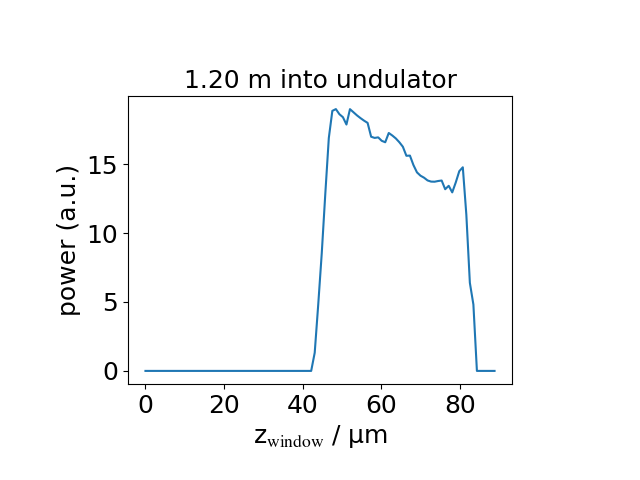 1.20 m into undulator
power (a.u.)
15
10
5
0
0 20 40 60 80
z_window / µm